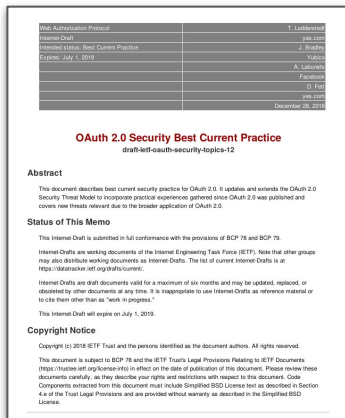 Web Authorization Protocol T. Lodderstedt
Internet-Draft yes.com
Intended status: Best Current Practice J. Bradley
Expires: July 1, 2019 Yubico
A. Labunets
Facebook
D. Fett
yes.com
December 28, 2018
OAuth 2.0 Security Best Current Practice
draft-ietf-oauth-security-topics-12
Abstract
This document describes best current security practice for OAuth 2.0. It updates and extends the OAuth 2.0
Security Threat Model to incorporate practical experiences gathered since OAuth 2.0 was published and
covers new threats relevant due to the broader application of OAuth 2.0.
Status of This Memo
This Internet-Draft is submitted in full conformance with the provisions of BCP 78 and BCP 79.
Internet-Drafts are working documents of the Internet Engineering Task Force (IETF). Note that other groups
may also distribute working documents as Internet-Drafts. The list of current Internet-Drafts is at
https://datatracker.ietf.org/drafts/current/.
Internet-Drafts are draft documents valid for a maximum of six months and may be updated, replaced, or
obsoleted by other documents at any time. It is inappropriate to use Internet-Drafts as reference material or
to cite them other than as "work in progress."
This Internet-Draft will expire on July 1, 2019.
Copyright Notice
Copyright (c) 2018 IETF Trust and the persons identified as the document authors. All rights reserved.
This document is subject to BCP 78 and the IETF Trust's Legal Provisions Relating to IETF Documents
(https://trustee.ietf.org/license-info) in effect on the date of publication of this document. Please review these
documents carefully, as they describe your rights and restrictions with respect to this document. Code
Components extracted from this document must include Simplified BSD License text as described in Section
4.e of the Trust Legal Provisions and are provided without warranty as described in the Simplified BSD
License.